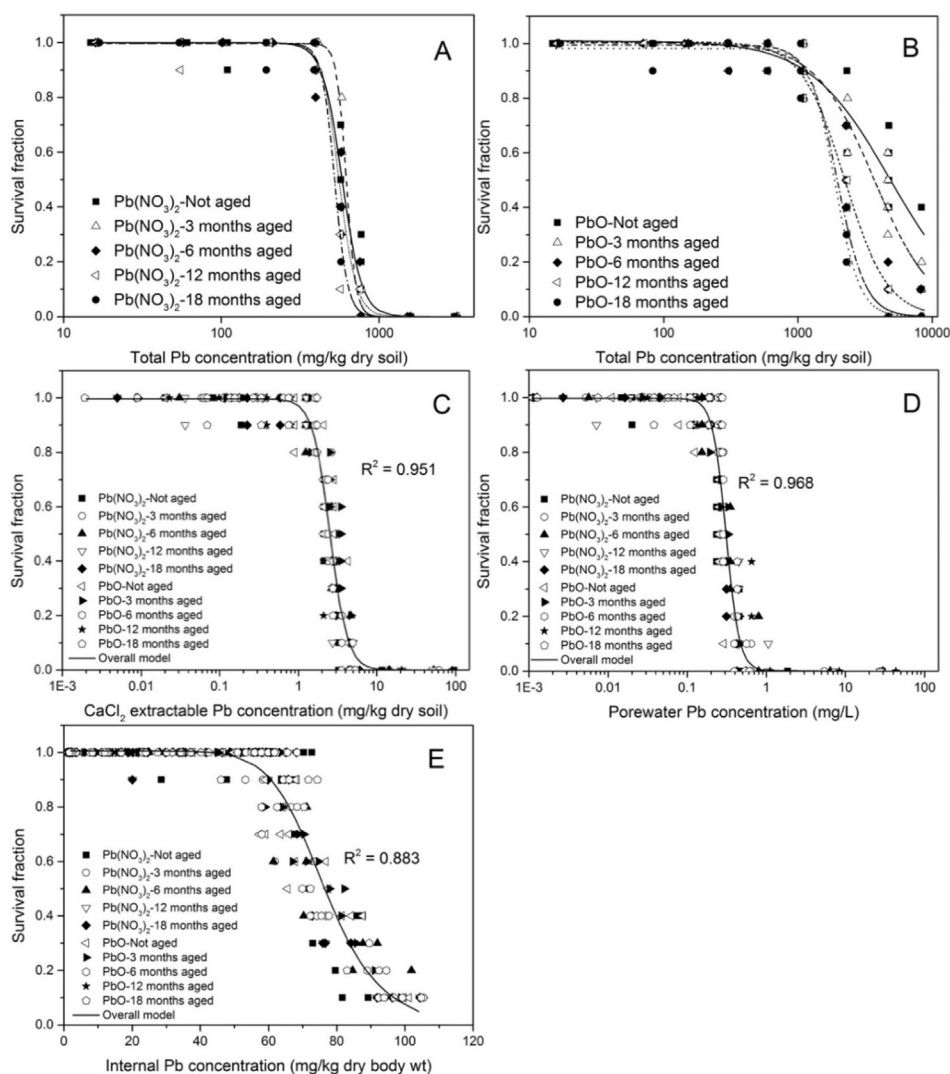 A
Survival fraction
1.0
0.8
0.6
0.4
0.2
0.0
Pb(NO3)2-Not aged
Pb(NO3)2-3 months aged
Pb(NO3)2-6 months aged
Pb(NO3)2-12 months aged
Pb(NO3)2-18 months aged
10 100 1000
Total Pb concentration (mg/kg dry soil)
B
Survival fraction
1.0
0.8
0.6
0.4
0.2
0.0
PbO-Not aged
PbO-3 months aged
PbO-6 months aged
PbO-12 months aged
PbO-18 months aged
10 100 1000 10000
Total Pb concentration (mg/kg dry soil)
C
Survival fraction
1.0
0.8
0.6
0.4
0.2
0.0
R² = 0.951
Pb(NO3)2-Not aged
Pb(NO3)2-3 months aged
Pb(NO3)2-6 months aged
Pb(NO3)2-12 months aged
Pb(NO3)2-18 months aged
PbO-Not aged
PbO-3 months aged
PbO-6 months aged
PbO-12 months aged
PbO-18 months aged
Overall model
1E-3 0.01 0.1 1 10 100
CaCl2 extractable Pb concentration (mg/kg dry soil)
D
Survival fraction
1.0
0.8
0.6
0.4
0.2
0.0
R² = 0.968
Pb(NO3)2-Not aged
Pb(NO3)2-3 months aged
Pb(NO3)2-6 months aged
Pb(NO3)2-12 months aged
Pb(NO3)2-18 months aged
PbO-Not aged
PbO-3 months aged
PbO-6 months aged
PbO-12 months aged
PbO-18 months aged
Overall model
1E-3 0.01 0.1 1 10 100
Porewater Pb concentration (mg/L)
E
Survival fraction
1.0
0.8
0.6
0.4
0.2
0.0
R² = 0.883
Pb(NO3)2-Not aged
Pb(NO3)2-3 months aged
Pb(NO3)2-6 months aged
Pb(NO3)2-12 months aged
Pb(NO3)2-18 months aged
PbO-Not aged
PbO-3 months aged
PbO-6 months aged
PbO-12 months aged
PbO-18 months aged
Overall model
0 20 40 60 80 100 120
Internal Pb concentration (mg/kg dry body wt)